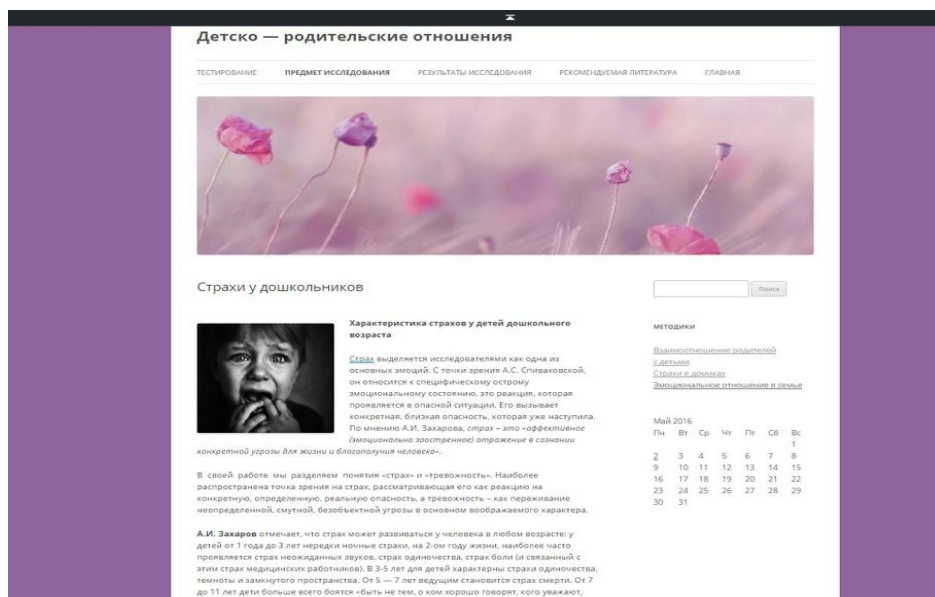 Детско — родительские отношения
ТЕСТИРОВАНИЕ ПРЕДМЕТ ИССЛЕДОВАНИЯ РЕЗУЛЬТАТЫ ИССЛЕДОВАНИЯ РЕКОМЕНДУЕМАЯ ЛИТЕРАТУРА ГЛАВНАЯ
Страхи у дошкольников
Характеристика страхов у детей дошкольного
возраста
Страх выделяется исследователями как одна из
основных эмоций. С точки зрения А.С. Спиваковской,
он относится к специфическому острому
эмоциональному состоянию, это реакция, которая
проявляется в опасной ситуации. Его вызывает
конкретная, близкая опасность, которая уже наступила.
По мнению А.И. Захарова, страх – это «аффективное
(эмоционально заостренное) отражение в сознании
конкретной угрозы для жизни и благополучия человека».
В своей работе мы разделяем понятия «страх» и «тревожность». Наиболее
распространена точка зрения на страх, рассматривающая его как реакцию на
конкретную, определенную, реальную опасность, а тревожность – как переживание
неопределенной, смутной, безобъектной угрозы в основном воображаемого характера.
А.И. Захаров отмечает, что страх может развиваться у человека в любом возрасте: у
детей от 1 года до 3 лет нередки ночные страхи, на 2-ом году жизни, наиболее часто
проявляется страх неожиданных звуков, страх одиночества, страх боли (и связанный с
этим страх медицинских работников). В 3-5 лет для детей характерны страхи одиночества,
темноты и замкнутого пространства. От 5 — 7 лет ведущим становится страх смерти. От 7
до 11 лет дети больше всего боятся «быть не тем, о ком хорошо говорят, кого уважают,
Поиск
МЕТОДИКИ
Взаимоотношение родителей
с детьми
Страхи в домиках
Эмоциональное отношение в семье
Май 2016
Пн Вт Ср Чт Пт Сб Вс
1
2 3 4 5 6 7 8
9 10 11 12 13 14 15
16 17 18 19 20 21 22
23 24 25 26 27 28 29
30 31